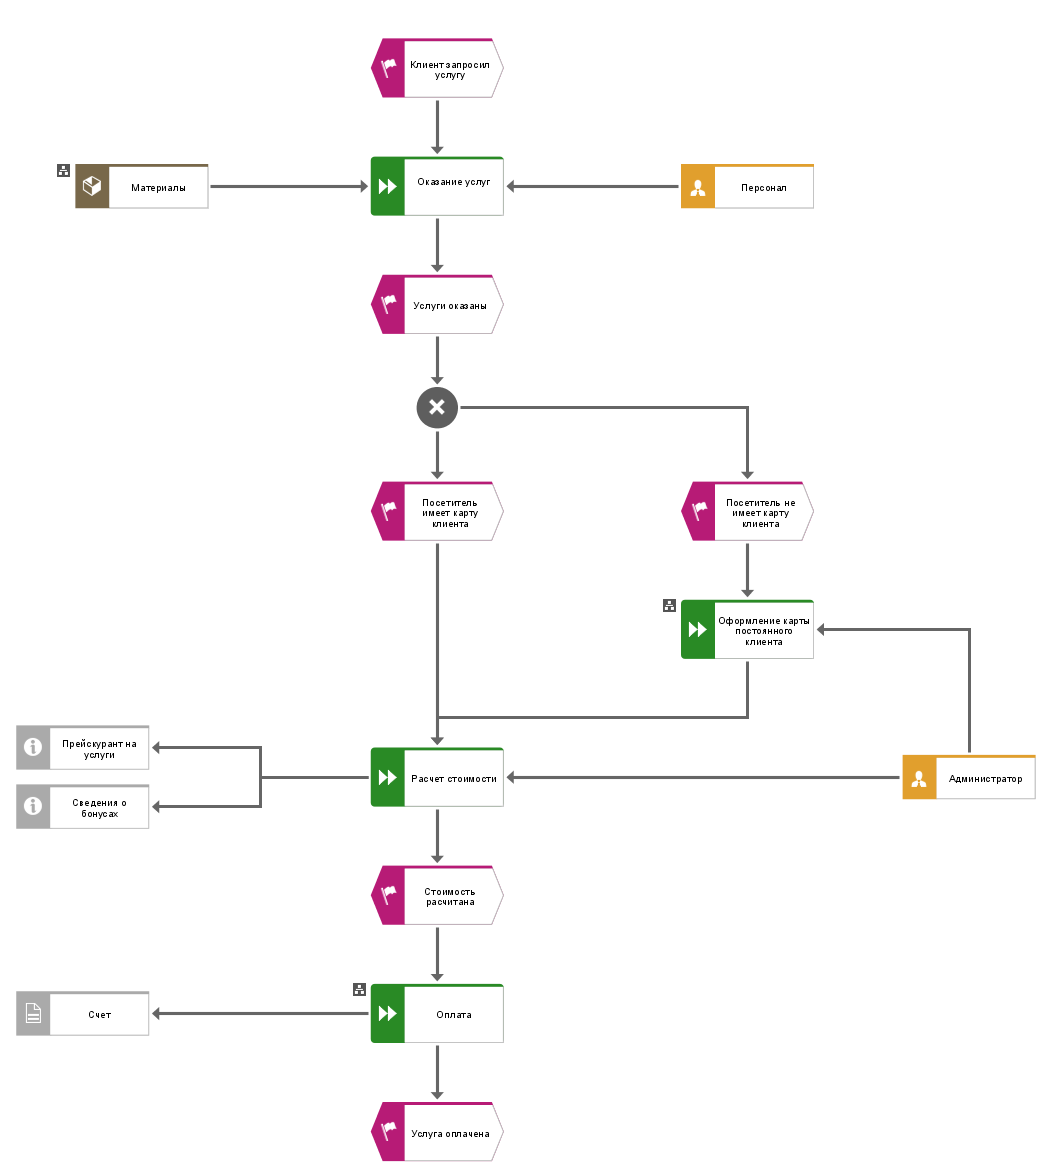 Клиент запросил
услугу
Материалы
Оказание услуг
Персонал
Услуги оказаны
Посетитель
имеет карту
клиента
Посетитель не
имеет карту
клиента
Оформление карты
постоянного
клиента
Прейскурант на
услуги
Сведения о
бонусах
Расчет стоимости
Администратор
Стоимость
расчитана
Счет
Оплата
Услуга оплачена